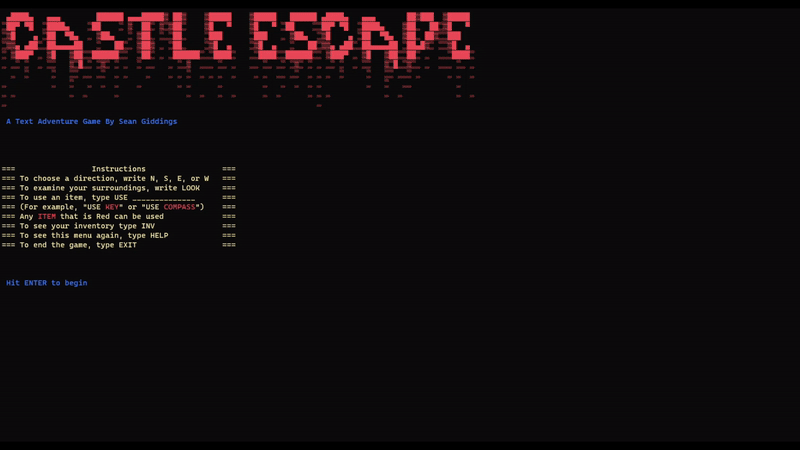 CASTLE ESCAPE
A Text Adventure Game By Sean Giddings
=== Instructions ===
=== To choose a direction, write N, S, E, or W ===
=== To examine your surroundings, write LOOK ===
=== To use an item, type USE ______________ ===
=== (For example, "USE KEY" or "USE COMPASS") ===
=== Any ITEM that is Red can be used ===
=== To see your inventory type INV ===
=== To see this menu again, type HELP ===
=== To end the game, type EXIT ===
Hit ENTER to begin